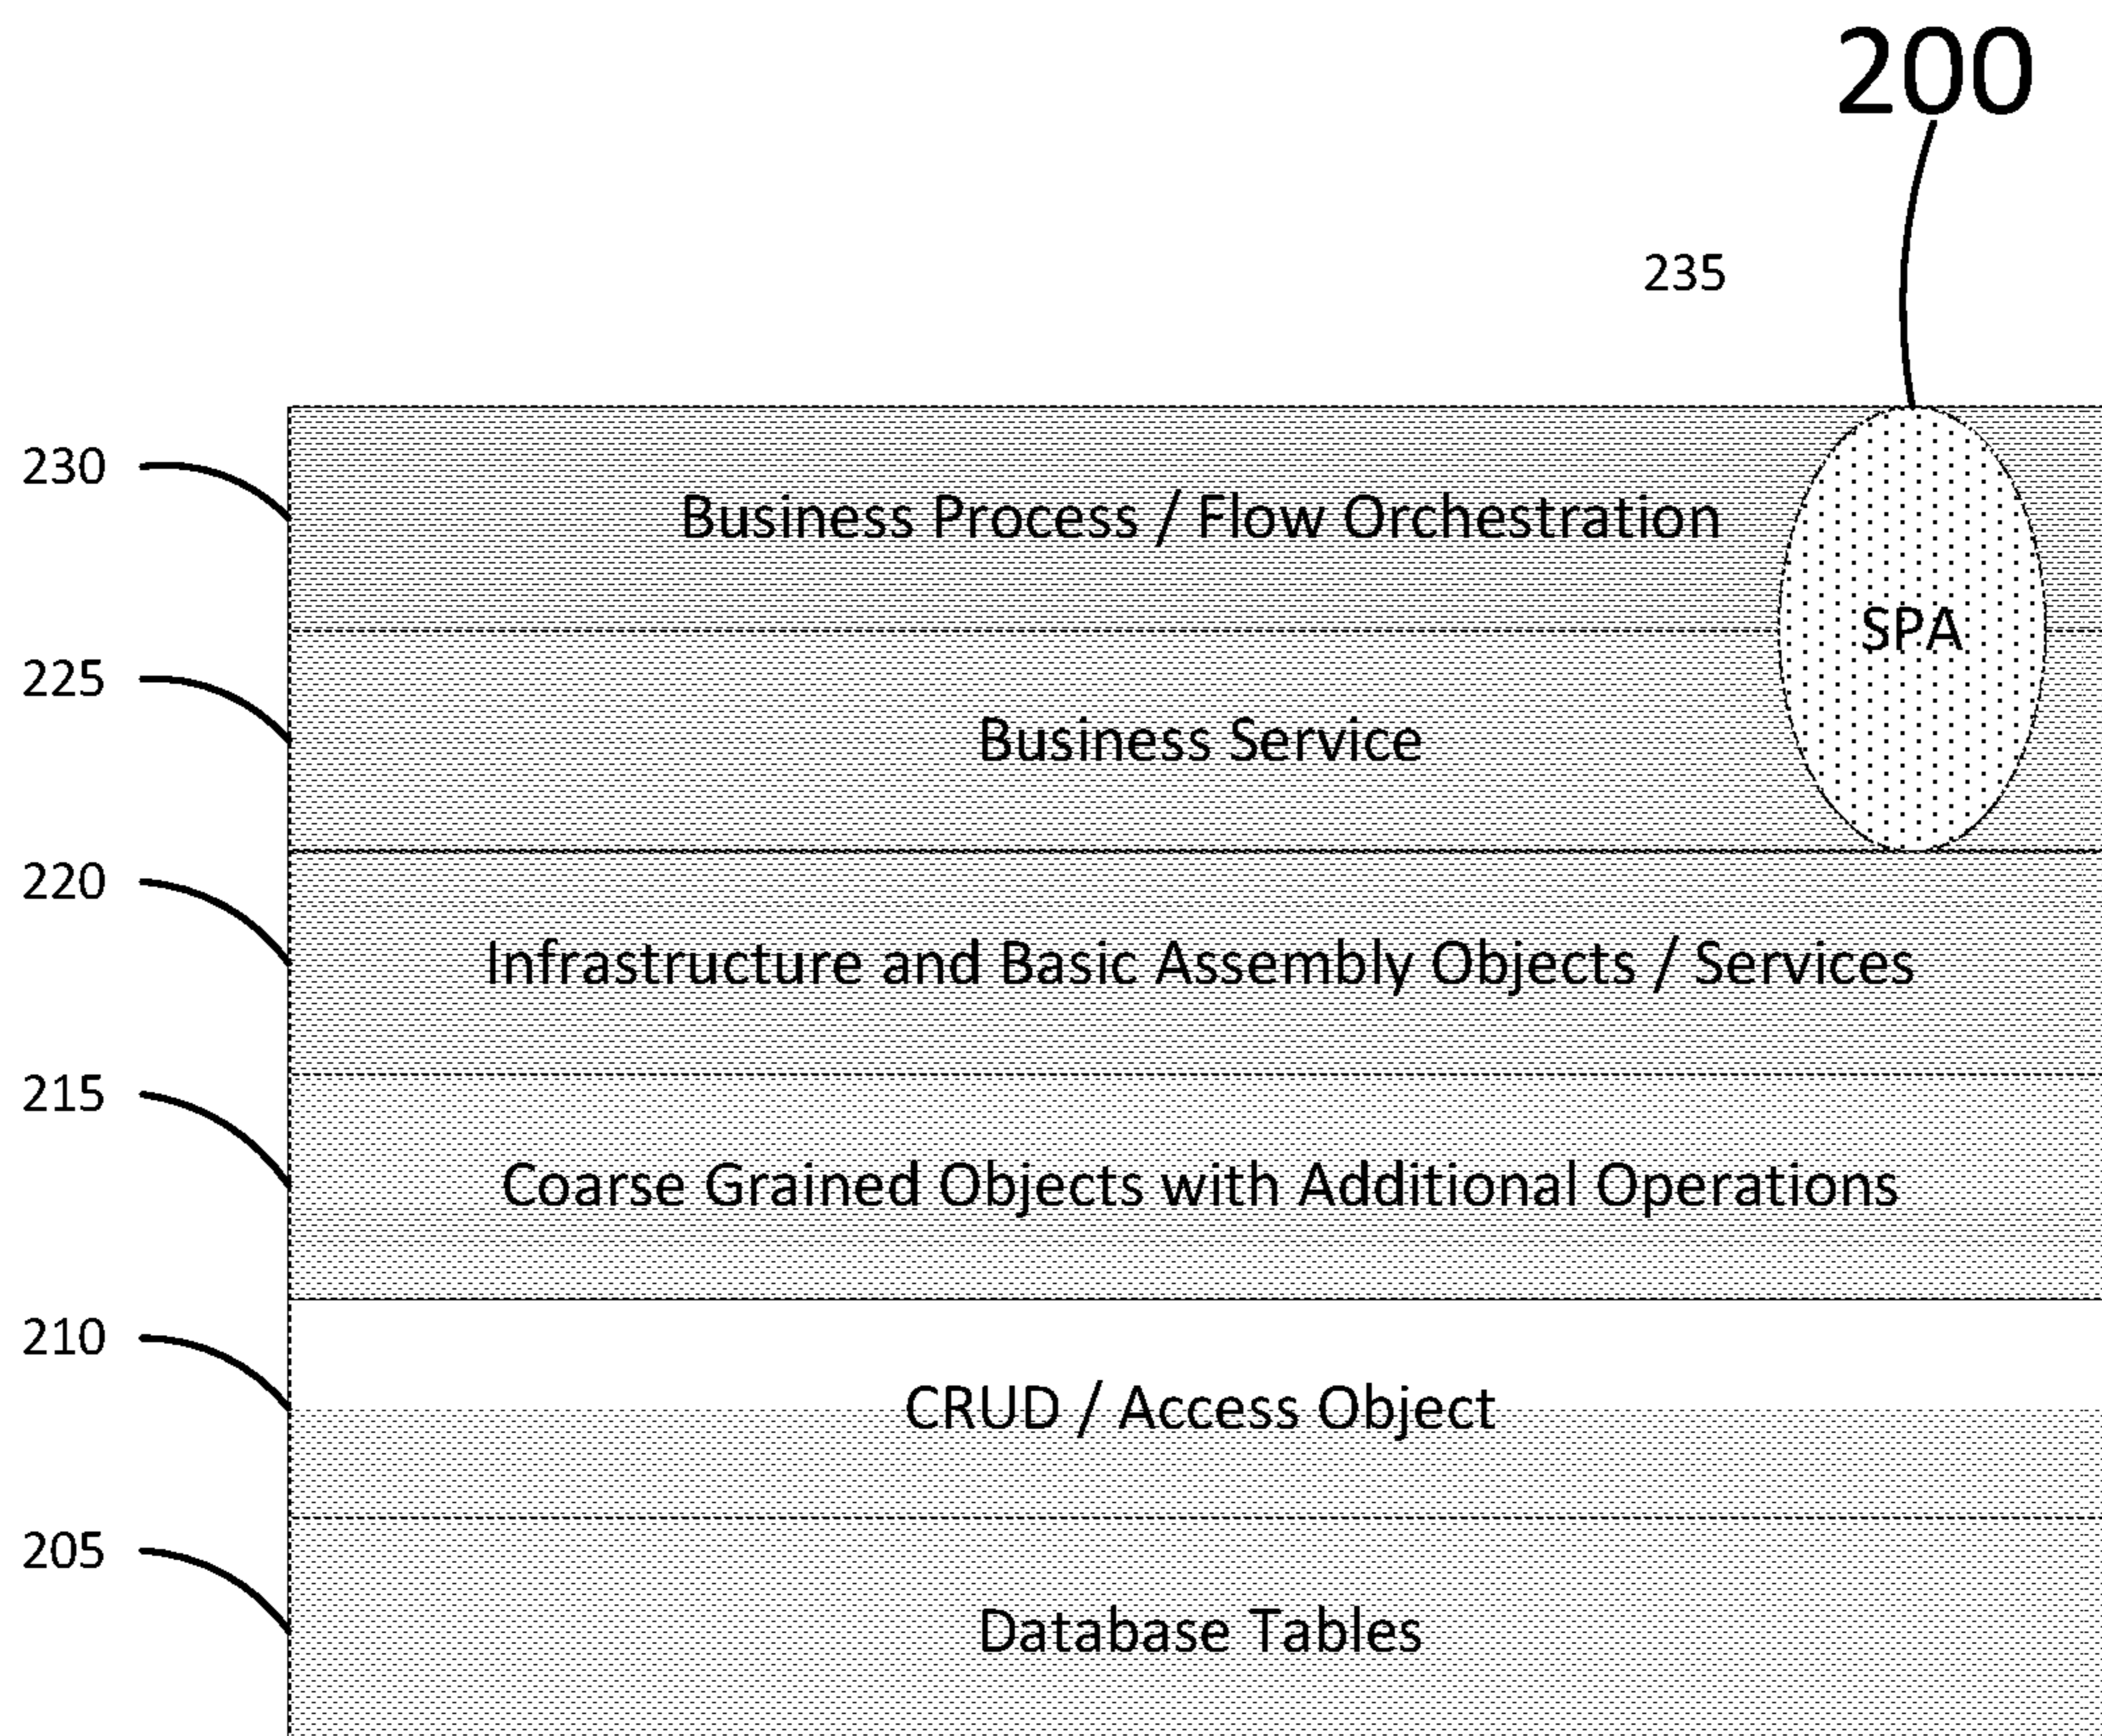 200
235
230
Business Process / Flow Orchestration
SPA
225
Business Service
220
Infrastructure and Basic Assembly Objects / Services
215
Coarse Grained Objects with Additional Operations
210
CRUD / Access Object
205
Database Tables